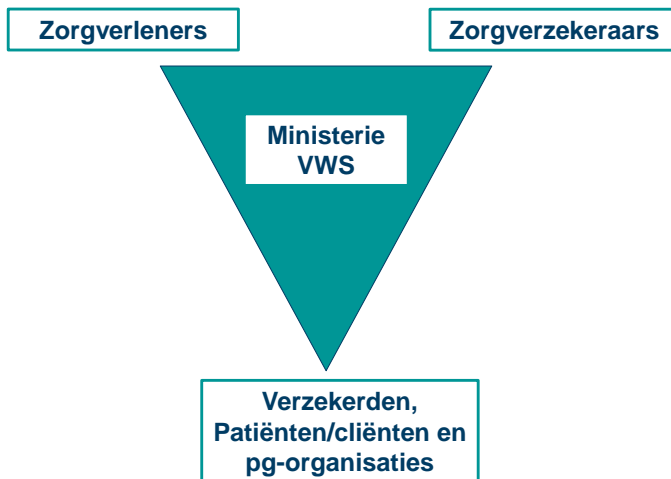 Zorgverleners
Zorgverzekeraars
Ministerie
VWS
Verzekerden,
Patiënten/cliënten en
pg-organisaties